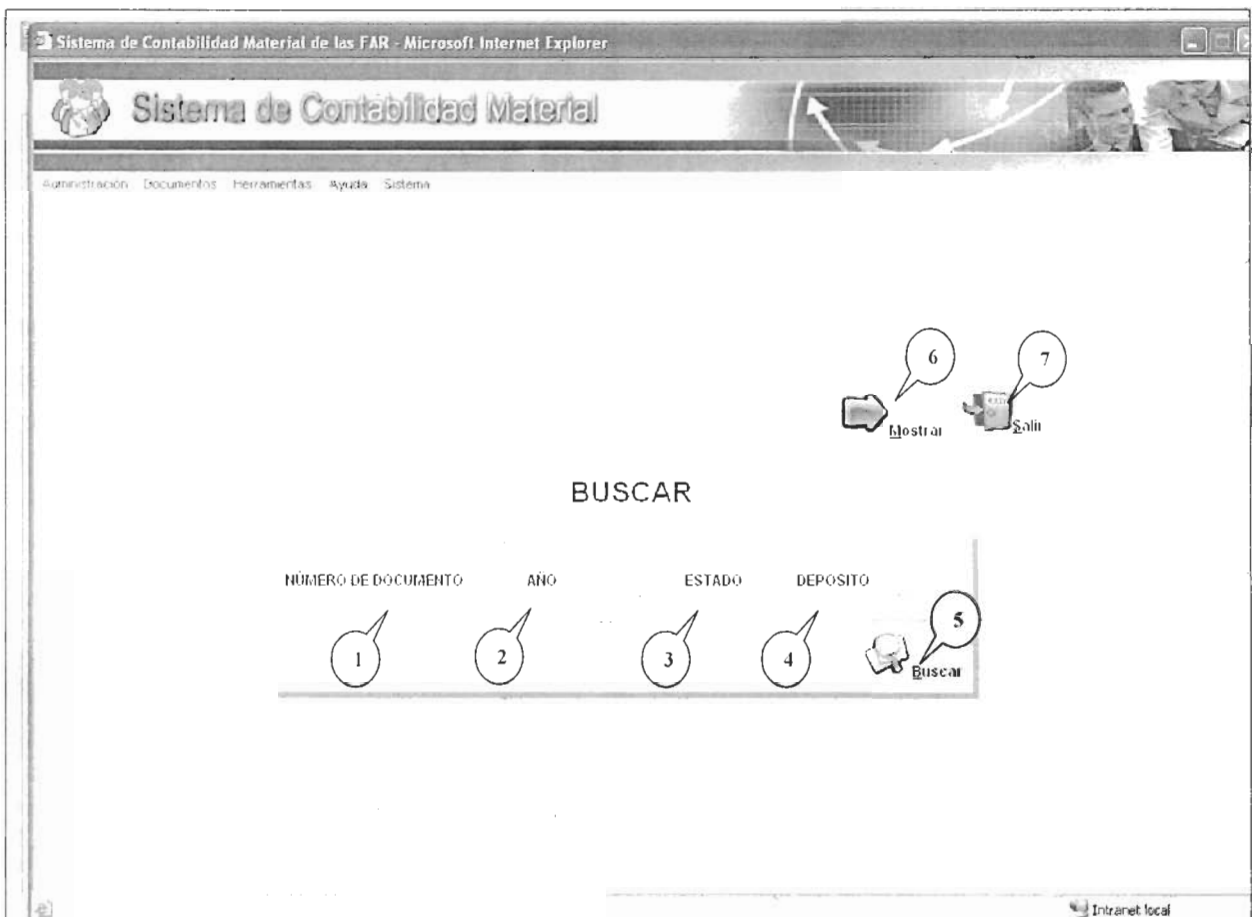 Sistema de Contabilidad Material de las FAR - Microsoft Internet Explorer
Sistema de Contabilidad Material
Administración Documentos Herramientas Ayuda Sistema
6 7
Mostrar Salir
BUSCAR
NÚMERO DE DOCUMENTO AÑO ESTADO DEPOSITO
1 2 3 4 5
Buscar
Intranet local